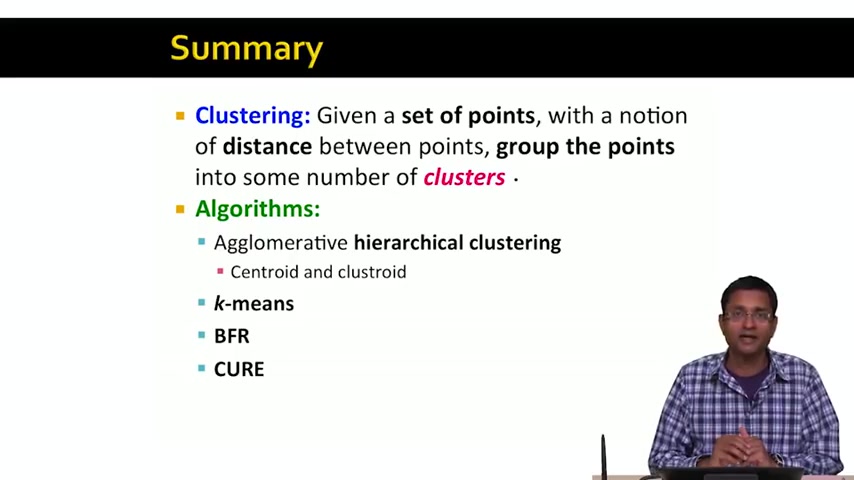 Summary
Clustering: Given a set of points, with a notion
of distance between points, group the points
into some number of clusters .
Algorithms:
Agglomerative hierarchical clustering
Centroid and clustroid
k-means
BFR
CURE